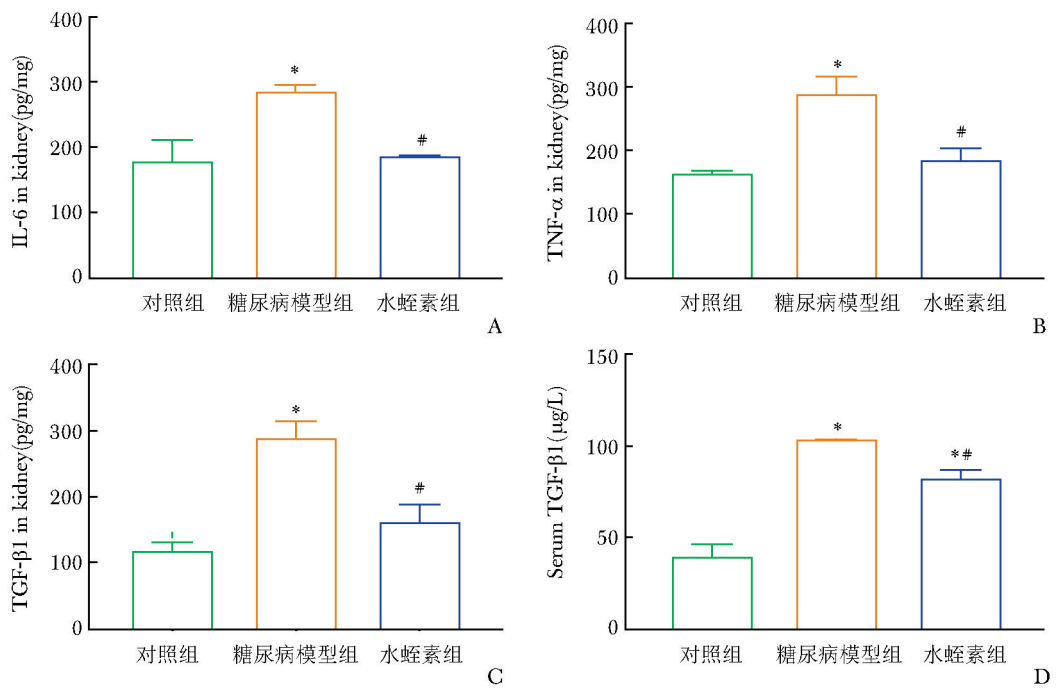 IL-6 in kidney(pg/mg)
400
300
200
100
0
*
#
对照组 糖尿病模型组 水蛭素组
A
TNF-α in kidney(pg/mg)
400
300
200
100
0
*
#
对照组 糖尿病模型组 水蛭素组
B
TGF-β1 in kidney(pg/mg)
400
300
200
100
0
*
#
对照组 糖尿病模型组 水蛭素组
C
Serum TGF-β1(μg/L)
150
100
50
0
*
*#
对照组 糖尿病模型组 水蛭素组
D